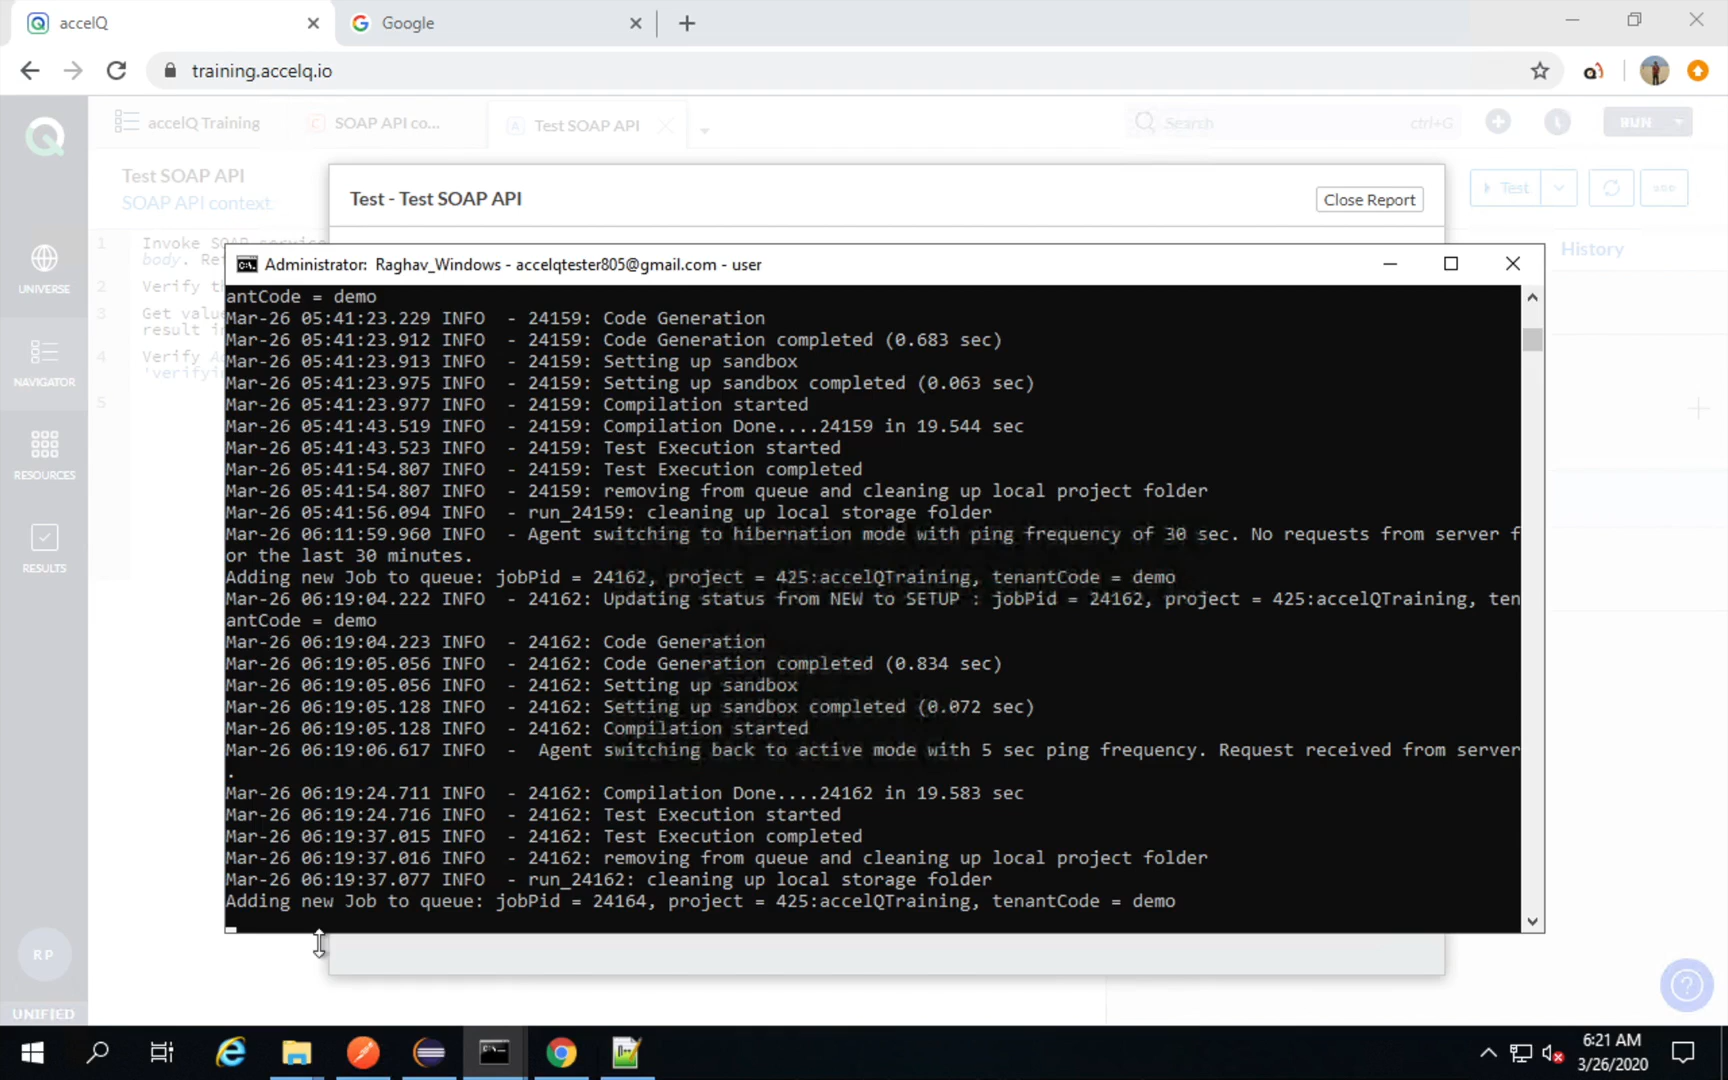 accelQ
Google
training.accelq.io
accelQ Training
SOAP API co...
Test SOAP API
Search
ctrl+G
RUN
Test SOAP API
SOAP API context
Test - Test SOAP API
Close Report
Test
1 Invoke SOAP
body. Re
2 Verify th
3 Get value
result in
4 Verify
'verifyin
5
History
UNIVERSE
NAVIGATOR
RESOURCES
RESULTS
RP
UNIFIED
Administrator: Raghav_Windows - accelqtester805@gmail.com - user
antCode = demo
Mar-26 05:41:23.229 INFO - 24159: Code Generation
Mar-26 05:41:23.912 INFO - 24159: Code Generation completed (0.683 sec)
Mar-26 05:41:23.913 INFO - 24159: Setting up sandbox
Mar-26 05:41:23.975 INFO - 24159: Setting up sandbox completed (0.063 sec)
Mar-26 05:41:23.977 INFO - 24159: Compilation started
Mar-26 05:41:43.519 INFO - 24159: Compilation Done....24159 in 19.544 sec
Mar-26 05:41:43.523 INFO - 24159: Test Execution started
Mar-26 05:41:54.807 INFO - 24159: Test Execution completed
Mar-26 05:41:54.807 INFO - 24159: removing from queue and cleaning up local project folder
Mar-26 05:41:56.094 INFO - run_24159: cleaning up local storage folder
Mar-26 06:11:59.960 INFO - Agent switching to hibernation mode with ping frequency of 30 sec. No requests from server f
or the last 30 minutes.
Adding new Job to queue: jobPid = 24162, project = 425:accelQTraining, tenantCode = demo
Mar-26 06:19:04.222 INFO - 24162: Updating status from NEW to SETUP : jobPid = 24162, project = 425:accelQTraining, ten
antCode = demo
Mar-26 06:19:04.223 INFO - 24162: Code Generation
Mar-26 06:19:05.056 INFO - 24162: Code Generation completed (0.834 sec)
Mar-26 06:19:05.056 INFO - 24162: Setting up sandbox
Mar-26 06:19:05.128 INFO - 24162: Setting up sandbox completed (0.072 sec)
Mar-26 06:19:05.128 INFO - 24162: Compilation started
Mar-26 06:19:06.617 INFO - Agent switching back to active mode with 5 sec ping frequency. Request received from server
.
Mar-26 06:19:24.711 INFO - 24162: Compilation Done....24162 in 19.583 sec
Mar-26 06:19:24.716 INFO - 24162: Test Execution started
Mar-26 06:19:37.015 INFO - 24162: Test Execution completed
Mar-26 06:19:37.016 INFO - 24162: removing from queue and cleaning up local project folder
Mar-26 06:19:37.077 INFO - run_24162: cleaning up local storage folder
Adding new Job to queue: jobPid = 24164, project = 425:accelQTraining, tenantCode = demo
6:21 AM
3/26/2020